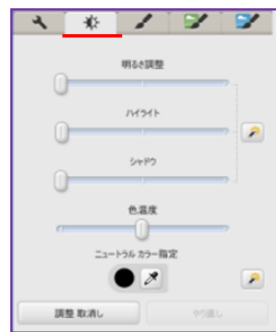 明るさ調整
ハイライト
シャドウ
色温度
ニュートラル カラー指定
調整 取消し
やり直し